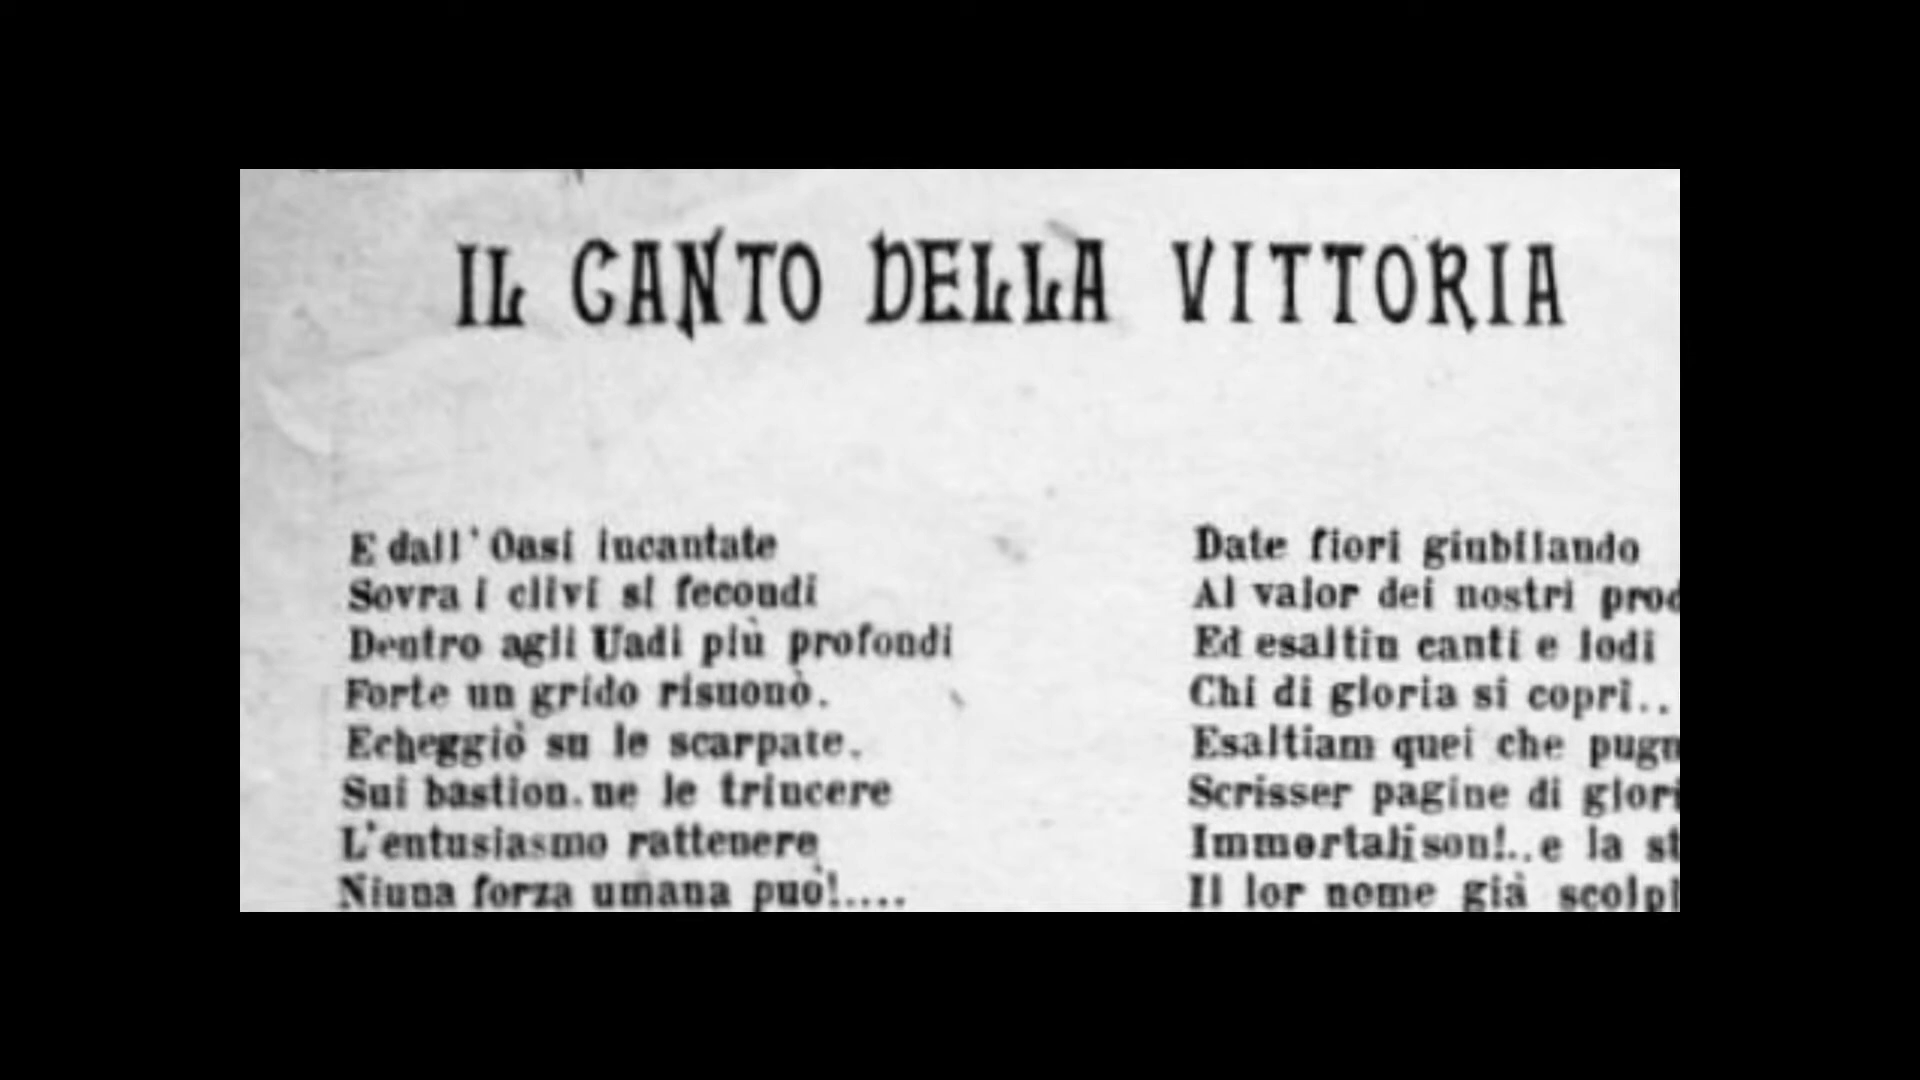 IL CANTO DELLA VITTORIA
E dall' Oasi incantate
Sovra i clivi si fecondi
Dentro agli Uadi più profondi
Forte un grido risuonò.
Echeggiò su le scarpate.
Sui bastion. ne le trincere
L'entusiasmo rattenere
Niuna forza umana può!....
Date fiori giubilando
Al valor dei nostri
Ed esaltin canti e lodi
Chi di gloria si coprì..
Esaltiam quei che
Scrisser pagine di
Immortali son!..e la
Il lor nome già